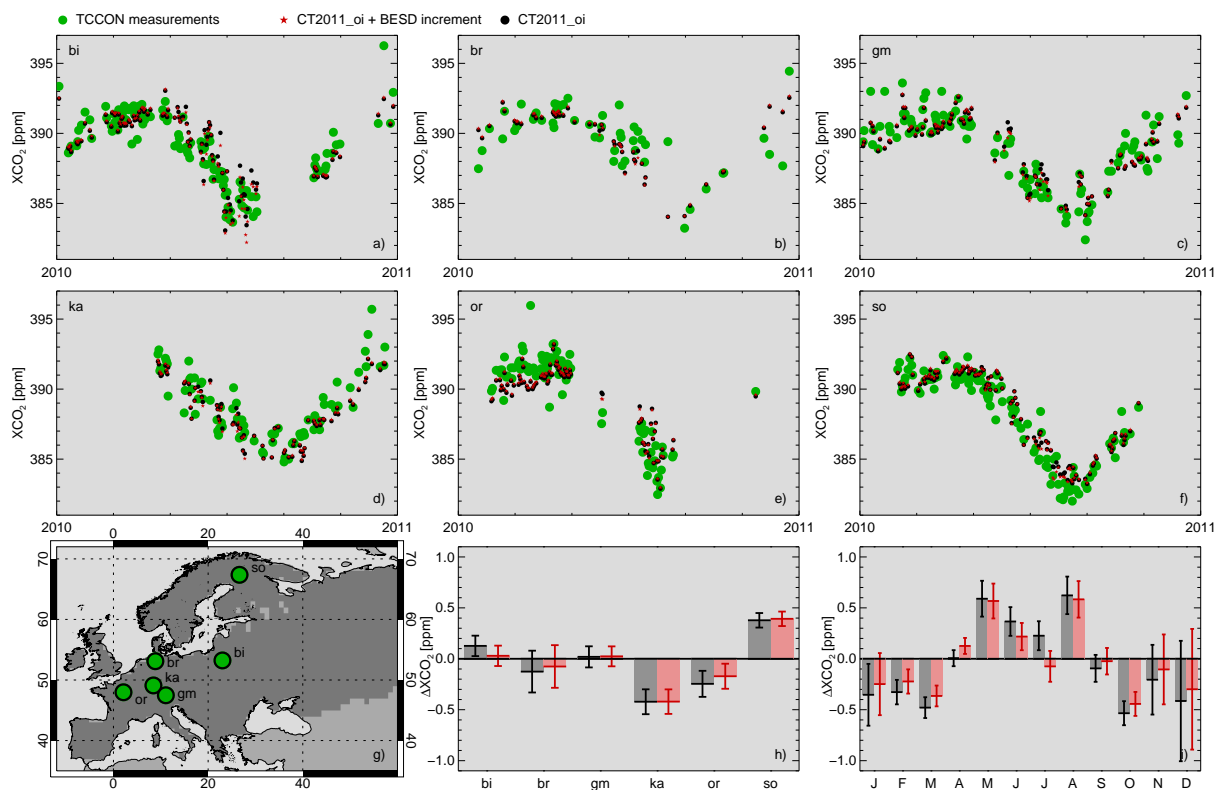 TCCON measurements CT2011_oi + BESD increment CT2011_oi
bi br gm
395 395 395
390 390 390
385 385 385
XCO2 [ppm] XCO2 [ppm] XCO2 [ppm]
a) b) c)
2010 2011 2010 2011 2010 2011
ka or so
395 395 395
390 390 390
385 385 385
XCO2 [ppm] XCO2 [ppm] XCO2 [ppm]
d) e) f)
2010 2011 2010 2011 2010 2011
0 20 40 60
70 70
60 60
50 50
40 40
so
bi
br
ka
gm
or
g)
0 20 40 60
1.0
0.5
0.0
−0.5
−1.0
ΔXCO2 [ppm]
h)
bi br gm ka or so
1.0
0.5
0.0
−0.5
−1.0
ΔXCO2 [ppm]
i)
J F M A M J J A S O N D